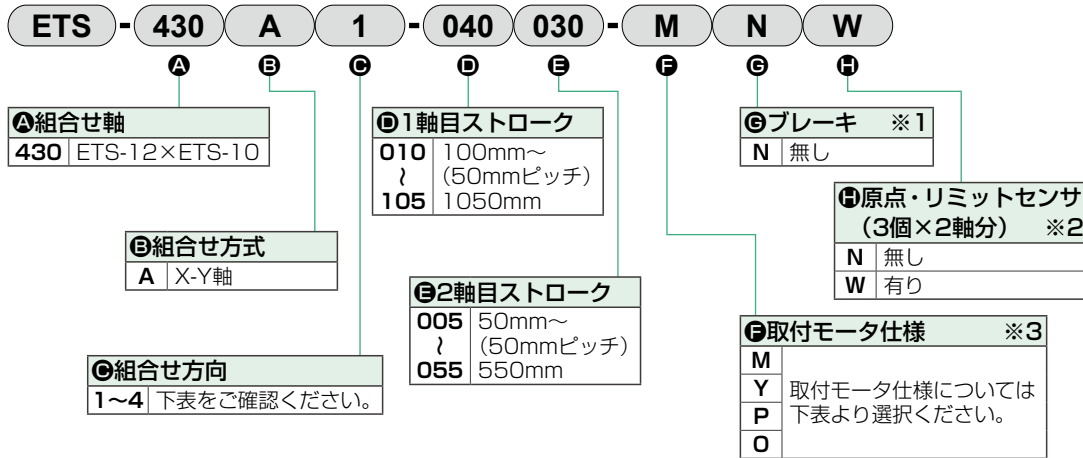 ETS-430A1-040030-MNW
A B C D E F G H
A組合せ軸
430 ETS-12×ETS-10
B組合せ方式
A X-Y軸
C組合せ方向
1〜4 下表をご確認ください。
D1軸目ストローク
010 100mm〜
〜 (50mmピッチ)
105 1050mm
E2軸目ストローク
005 50mm〜
〜 (50mmピッチ)
055 550mm
Gブレーキ ※1
N 無し
H原点・リミットセンサ
(3個×2軸分) ※2
N 無し
W 有り
F取付モータ仕様 ※3
M
Y 取付モータ仕様については
P 下表より選択ください。
O